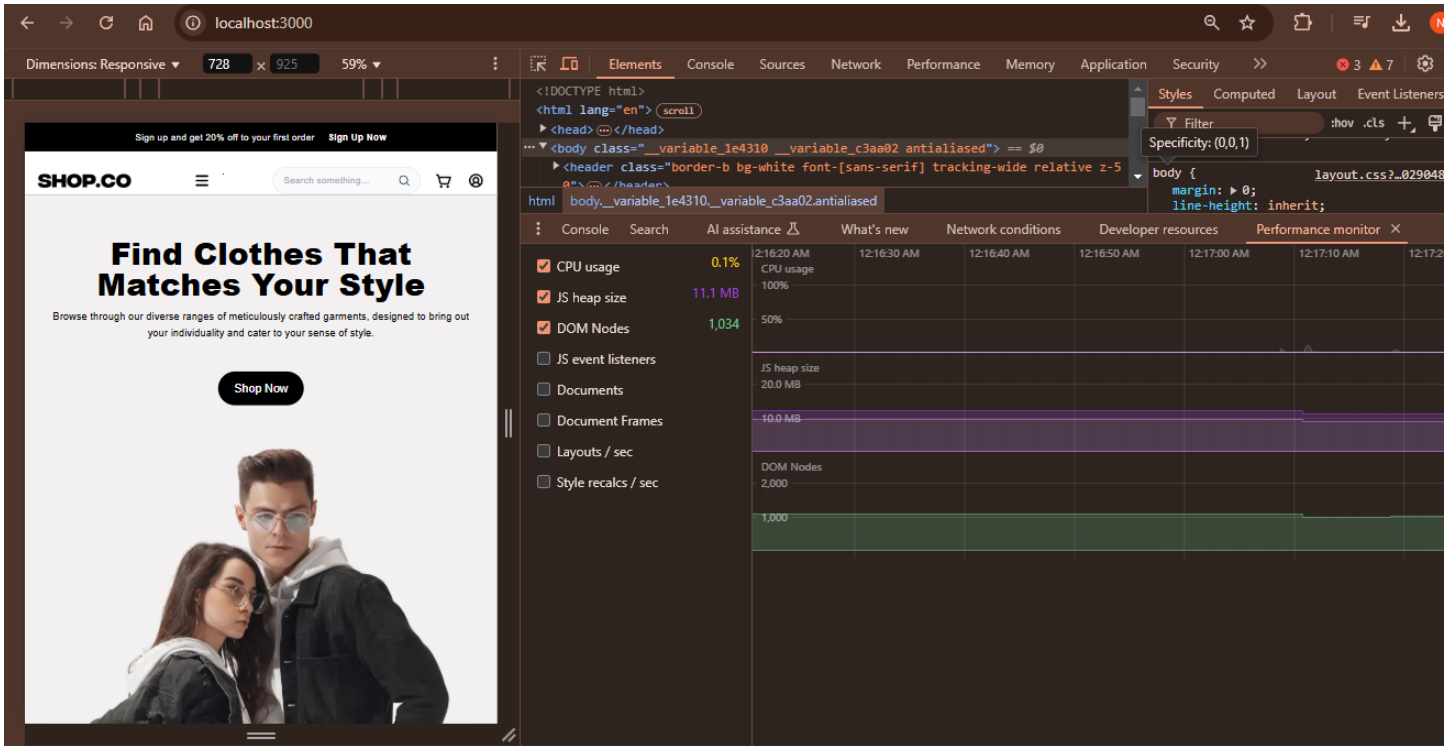 localhost:3000
N
Dimensions: Responsive ▼ 728 × 925 59% ▼
Elements Console Sources Network Performance Memory Application Security >> 3 7
Sign up and get 20% off to your first order Sign Up Now
SHOP.CO
Search something...
Find Clothes That
Matches Your Style
Browse through our diverse ranges of meticulously crafted garments, designed to bring out
your individuality and cater to your sense of style.
Shop Now
<!DOCTYPE html>
<html lang="en"> scroll
<head> </head>
<body class="__variable_1e4310 __variable_c3aa02 antialiased"> == $0
<header class="border-b bg-white font-[sans-serif] tracking-wide relative z-5
0"> </header>
html body.__variable_1e4310.__variable_c3aa02.antialiased
Styles Computed Layout Event Listeners
Filter :hov .cls
Specificity: (0,0,1)
body { layout.css?…029048
margin: 0;
line-height: inherit;
Console Search AI assistance What's new Network conditions Developer resources Performance monitor ×
CPU usage 0.1%
JS heap size 11.1 MB
DOM Nodes 1,034
JS event listeners
Documents
Document Frames
Layouts / sec
Style recalcs / sec
12:16:20 AM 12:16:30 AM 12:16:40 AM 12:16:50 AM 12:17:00 AM 12:17:10 AM 12:17:2
CPU usage
100%
50%
JS heap size
20.0 MB
10.0 MB
DOM Nodes
2,000
1,000